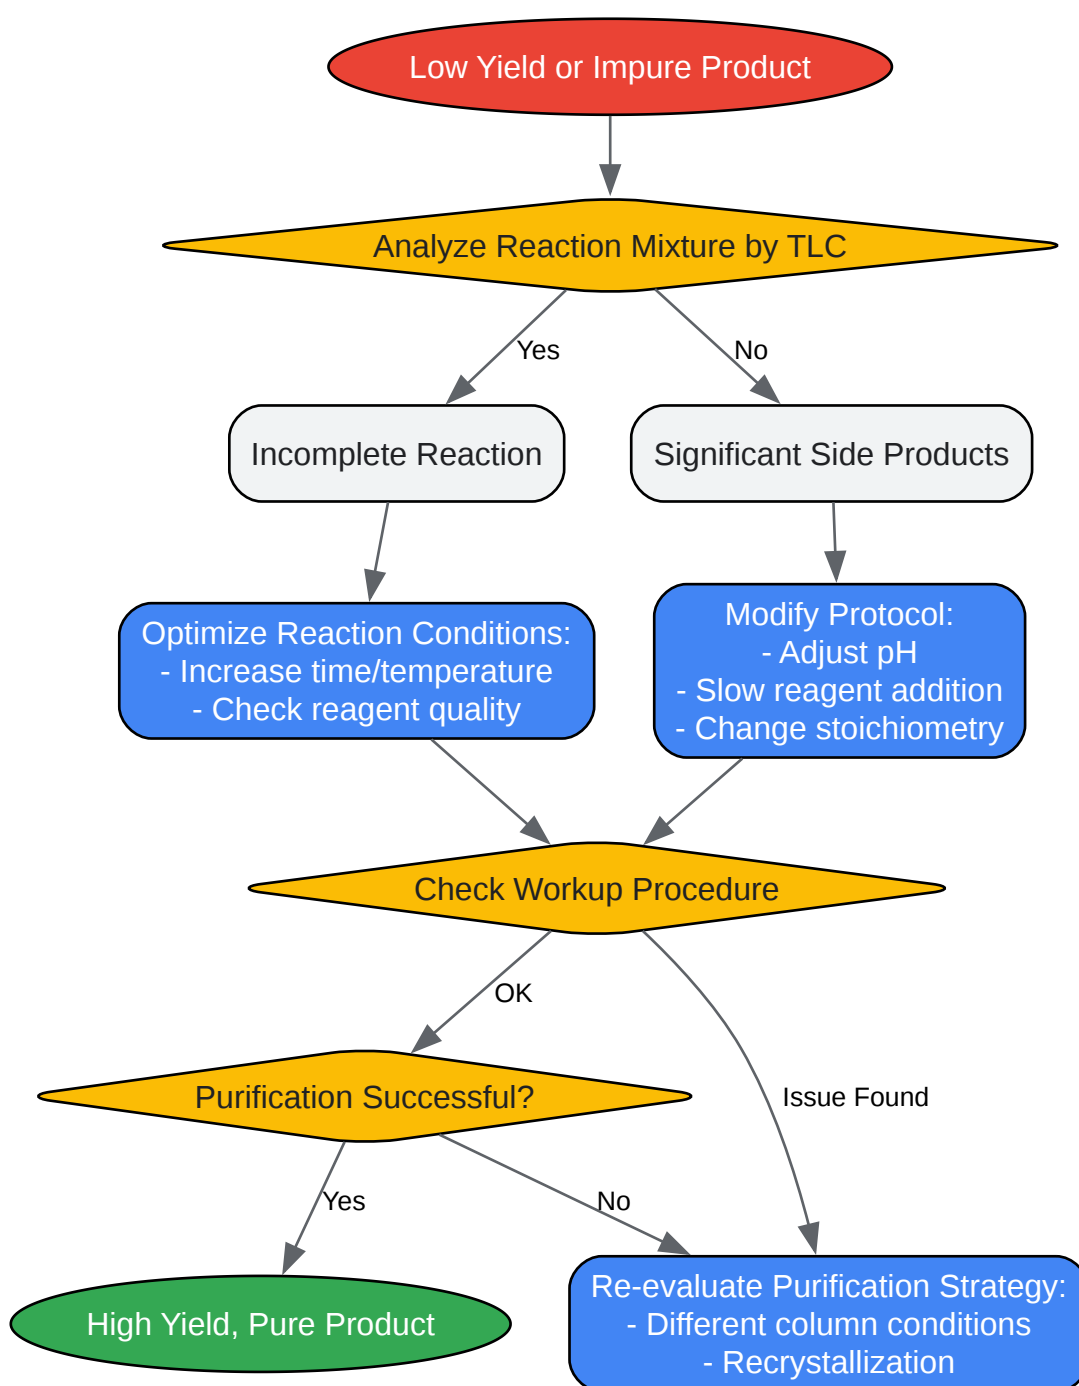 Low Yield or Impure Product
Analyze Reaction Mixture by TLC
Yes
No
Incomplete Reaction
Significant Side Products
Optimize Reaction Conditions:
- Increase time/temperature
- Check reagent quality
Modify Protocol:
- Adjust pH
- Slow reagent addition
- Change stoichiometry
Check Workup Procedure
OK
Purification Successful?
Issue Found
Yes
No
High Yield, Pure Product
Re-evaluate Purification Strategy:
- Different column conditions
- Recrystallization